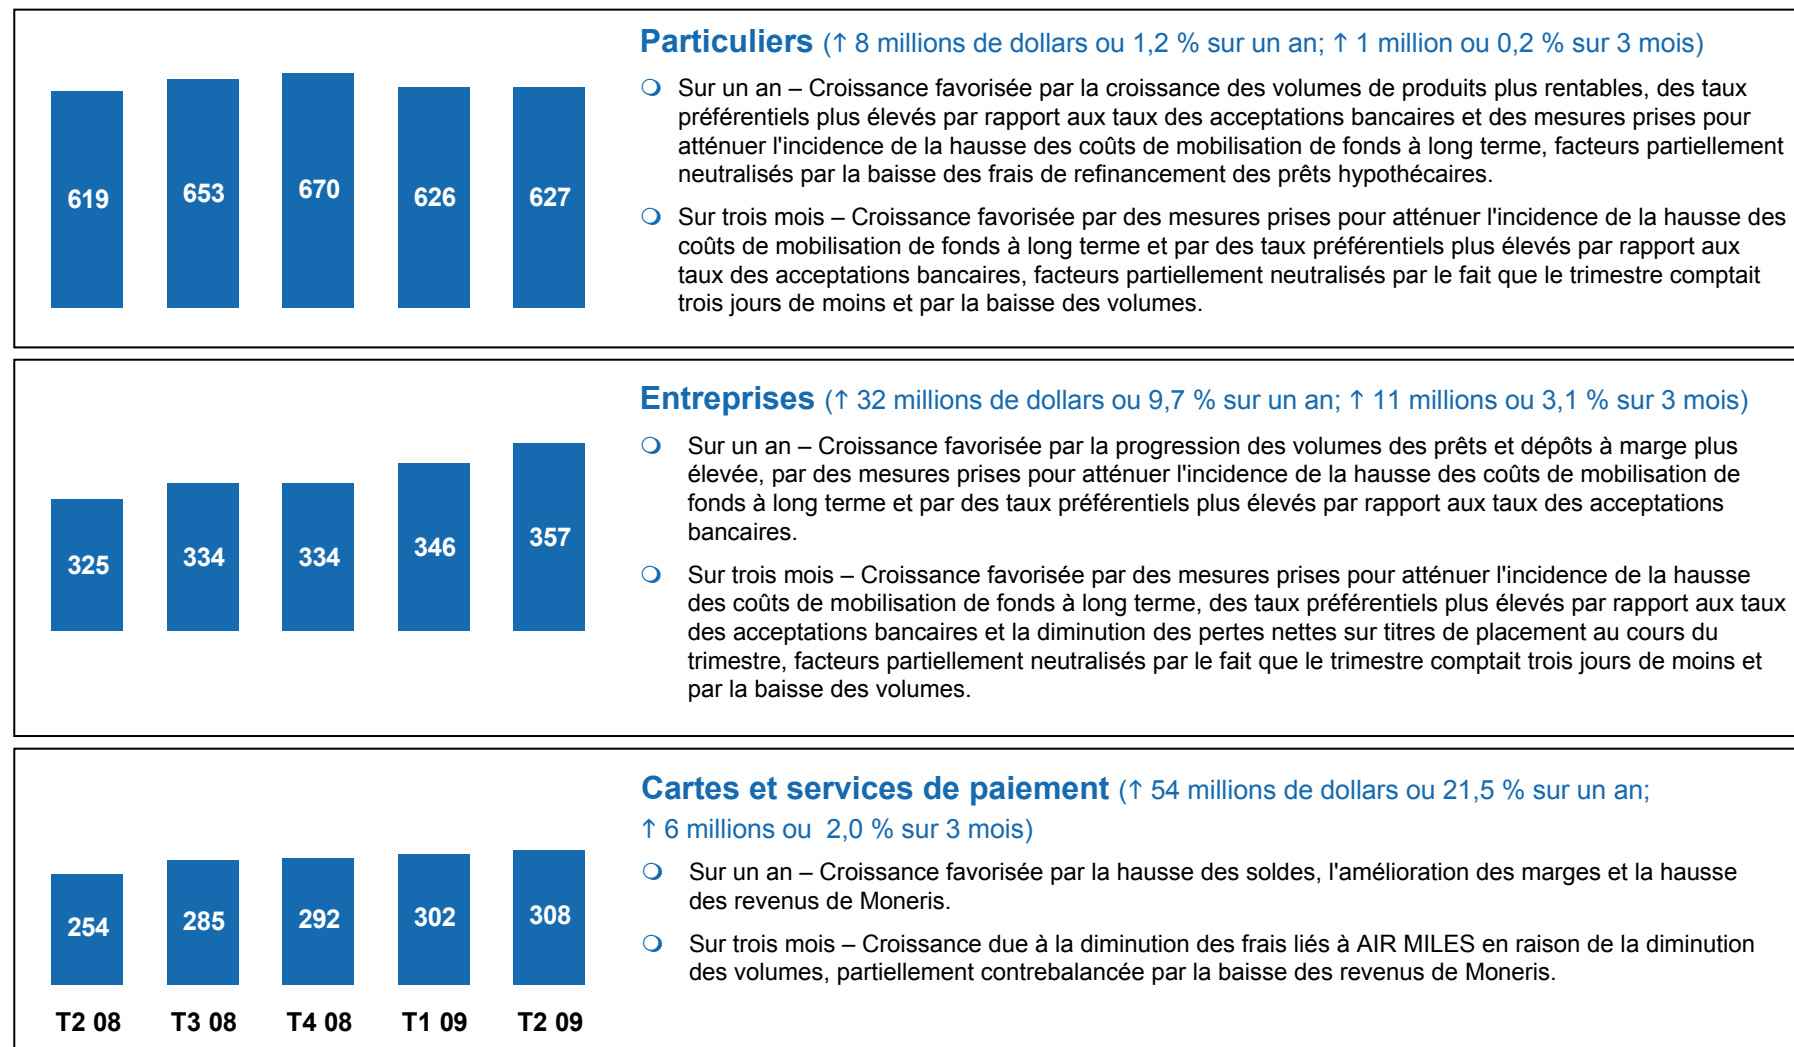 Particuliers (↑ 8 millions de dollars ou 1,2 % sur un an; ↑ 1 million ou 0,2 % sur 3 mois)
Sur un an – Croissance favorisée par la croissance des volumes de produits plus rentables, des taux
préférentiels plus élevés par rapport aux taux des acceptations bancaires et des mesures prises pour
atténuer l'incidence de la hausse des coûts de mobilisation de fonds à long terme, facteurs partiellement
neutralisés par la baisse des frais de refinancement des prêts hypothécaires.
Sur trois mois – Croissance favorisée par des mesures prises pour atténuer l'incidence de la hausse des
coûts de mobilisation de fonds à long terme et par des taux préférentiels plus élevés par rapport aux
taux des acceptations bancaires, facteurs partiellement neutralisés par le fait que le trimestre comptait
trois jours de moins et par la baisse des volumes.
619 653 670 626 627
Entreprises (↑ 32 millions de dollars ou 9,7 % sur un an; ↑ 11 millions ou 3,1 % sur 3 mois)
Sur un an – Croissance favorisée par la progression des volumes des prêts et dépôts à marge plus
élevée, par des mesures prises pour atténuer l'incidence de la hausse des coûts de mobilisation de
fonds à long terme et par des taux préférentiels plus élevés par rapport aux taux des acceptations
bancaires.
Sur trois mois – Croissance favorisée par des mesures prises pour atténuer l'incidence de la hausse
des coûts de mobilisation de fonds à long terme, des taux préférentiels plus élevés par rapport aux taux
des acceptations bancaires et la diminution des pertes nettes sur titres de placement au cours du
trimestre, facteurs partiellement neutralisés par le fait que le trimestre comptait trois jours de moins et
par la baisse des volumes.
325 334 334 346 357
Cartes et services de paiement (↑ 54 millions de dollars ou 21,5 % sur un an;
↑ 6 millions ou 2,0 % sur 3 mois)
Sur un an – Croissance favorisée par la hausse des soldes, l'amélioration des marges et la hausse
des revenus de Moneris.
Sur trois mois – Croissance due à la diminution des frais liés à AIR MILES en raison de la diminution
des volumes, partiellement contrebalancée par la baisse des revenus de Moneris.
254 285 292 302 308
T2 08 T3 08 T4 08 T1 09 T2 09